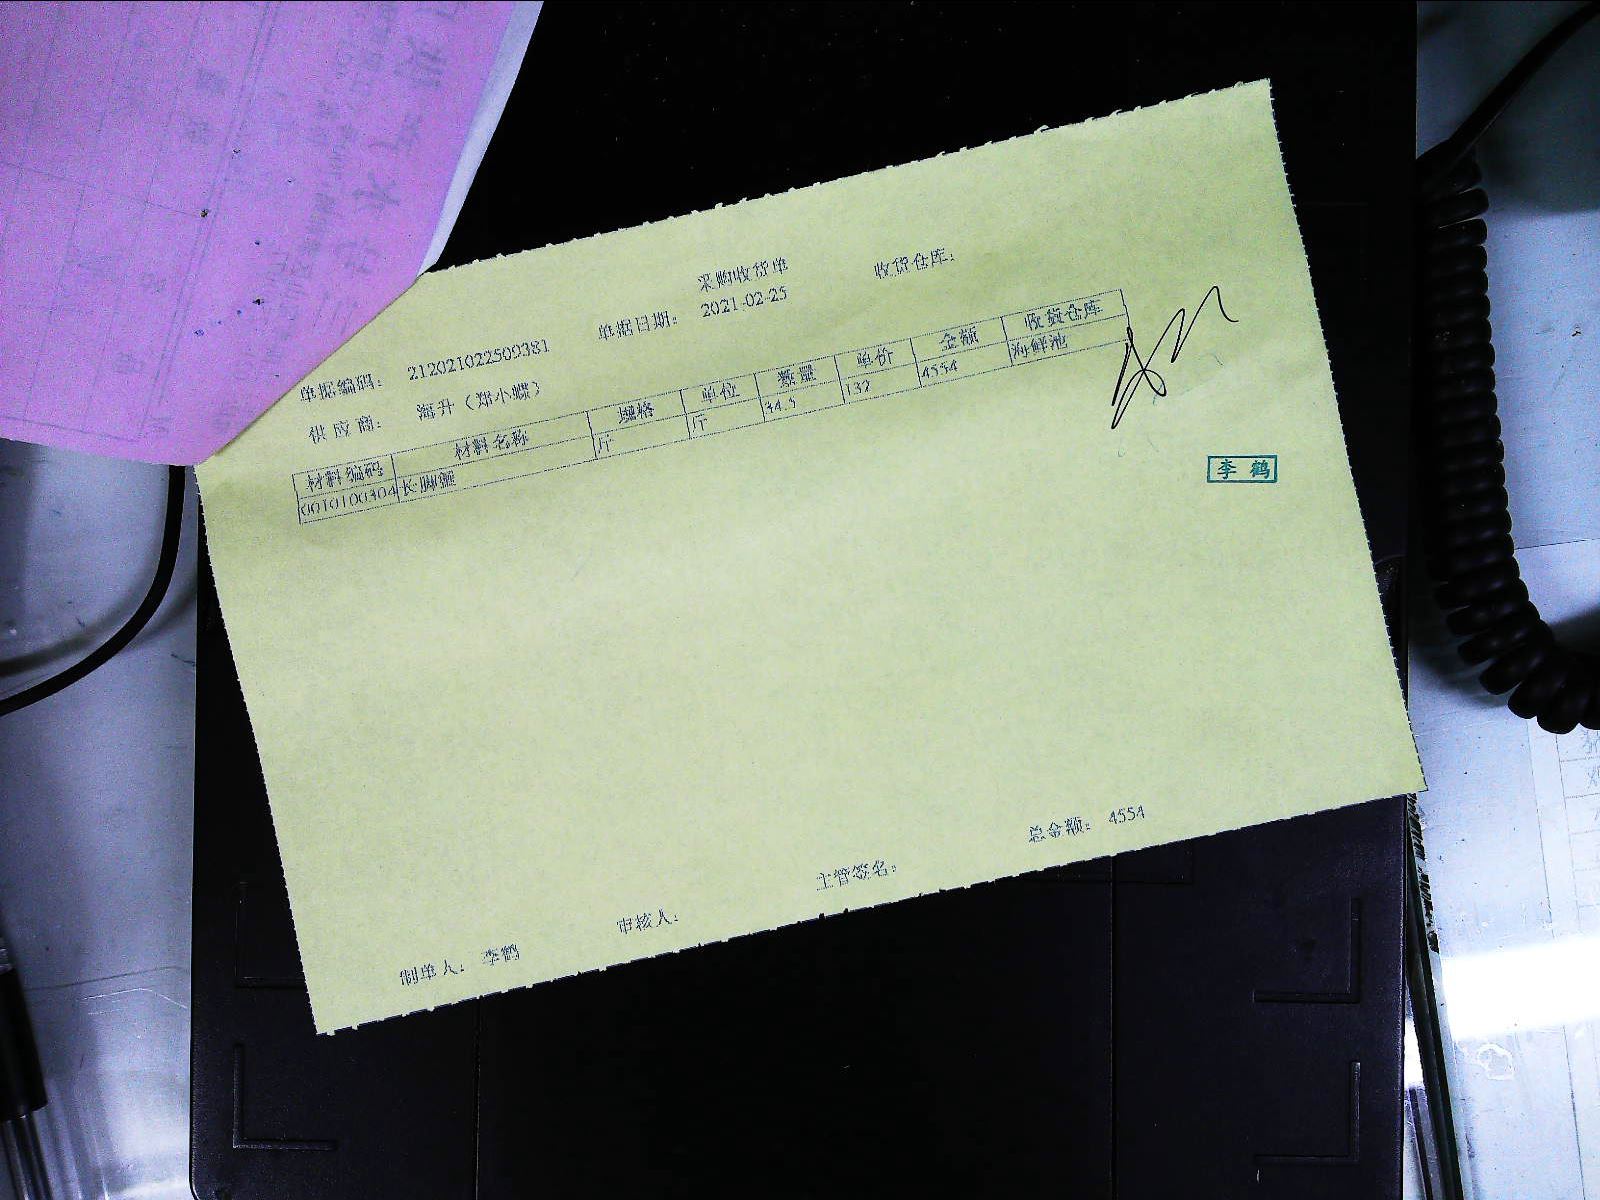 采购收货单
收货仓库：
单据编码： 212021022500381
单据日期： 2021-02-25
供应商： 海升（郑小蝶）
材料编码 材料名称 规格 单位 数量 单价 金额 收货仓库
0010100304 长脚蟹 斤 斤 34.5 132 4554 海鲜池
李鹤
总金额： 4554
主管签名：
审核人：
制单人： 李鹤